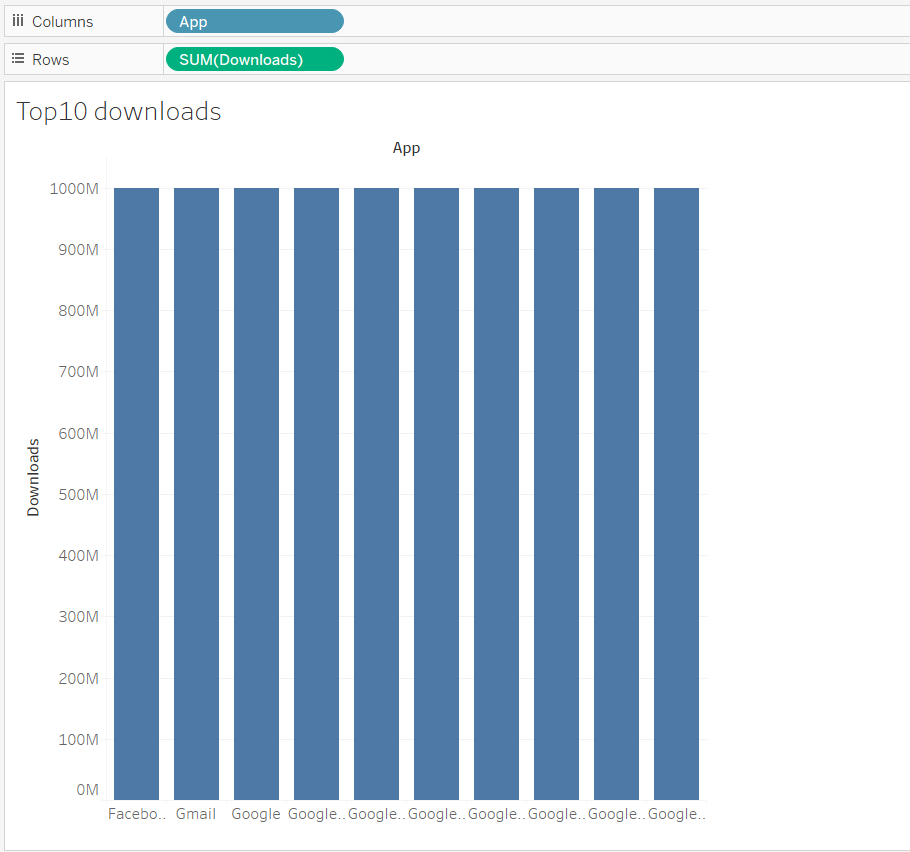 Columns App
Rows SUM(Downloads)
Top10 downloads
App
1000M
900M
800M
700M
600M
500M
400M
300M
200M
100M
0M
Downloads
Facebo.. Gmail Google Google.. Google.. Google.. Google.. Google.. Google.. Google..